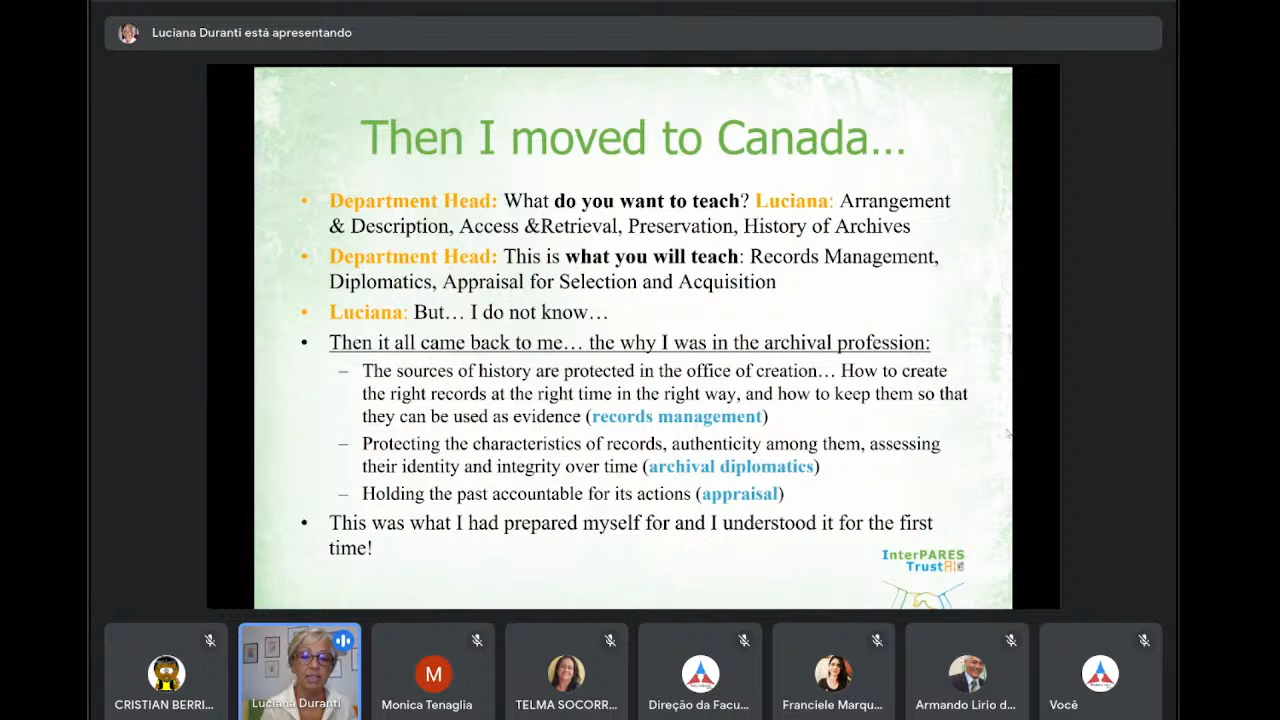 Luciana Duranti está apresentando
Then I moved to Canada...
• Department Head: What do you want to teach? Luciana: Arrangement
& Description, Access &Retrieval, Preservation, History of Archives
• Department Head: This is what you will teach: Records Management,
Diplomatics, Appraisal for Selection and Acquisition
• Luciana: But… I do not know…
• Then it all came back to me… the why I was in the archival profession:
– The sources of history are protected in the office of creation… How to create
the right records at the right time in the right way, and how to keep them so that
they can be used as evidence (records management)
– Protecting the characteristics of records, authenticity among them, assessing
their identity and integrity over time (archival diplomatics)
– Holding the past accountable for its actions (appraisal)
• This was what I had prepared myself for and I understood it for the first
time!
InterPARES
Trust AI
CRISTIAN BERRI...
Luciana Duranti
M
Monica Tenaglia
TELMA SOCORR...
Direção da Facu...
Franciele Marqu...
Armando Lirio d...
Você